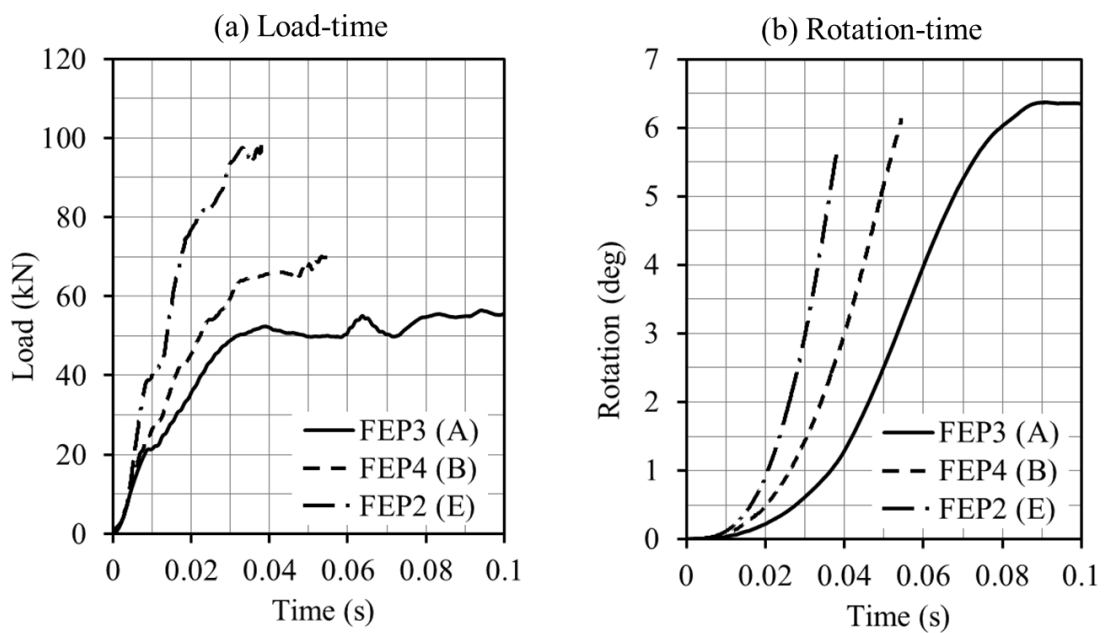 (a) Load-time
120
100
80
60
40
20
0
Load (kN)
FEP3 (A)
FEP4 (B)
FEP2 (E)
0 0.02 0.04 0.06 0.08 0.1
Time (s)
(b) Rotation-time
7
6
5
4
3
2
1
0
Rotation (deg)
FEP3 (A)
FEP4 (B)
FEP2 (E)
0 0.02 0.04 0.06 0.08 0.1
Time (s)